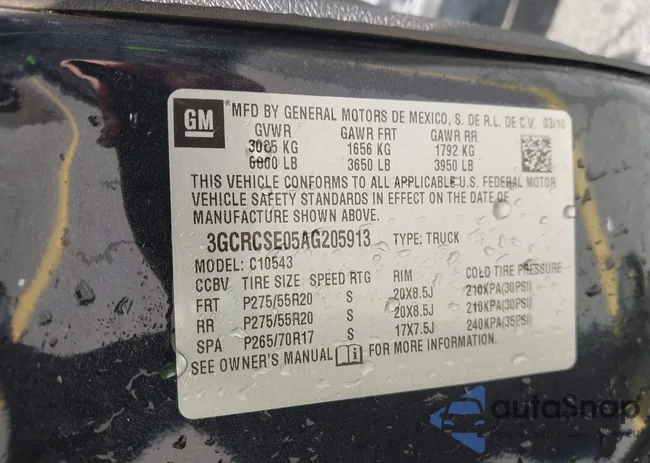 GM
MFD BY GENERAL MOTORS DE MEXICO, S. DE R.L. DE C.V. 03/10
GVWR GAWR FRT GAWR RR
3085 KG 1656 KG 1792 KG
6800 LB 3650 LB 3950 LB
THIS VEHICLE CONFORMS TO ALL APPLICABLE U.S. FEDERAL MOTOR
VEHICLE SAFETY STANDARDS IN EFFECT ON THE DATE OF
MANUFACTURE SHOWN ABOVE.
3GCRCSE05AG205913 TYPE: TRUCK
MODEL: C10543
CCBV TIRE SIZE SPEED RTG RIM COLD TIRE PRESSURE
FRT P275/55R20 S 20X8.5J 210KPA(30PSI)
RR P275/55R20 S 20X8.5J 210KPA(30PSI)
SPA P265/70R17 S 17X7.5J 240KPA(35PSI)
SEE OWNER'S MANUAL i FOR MORE INFORMATION.
autoSnap